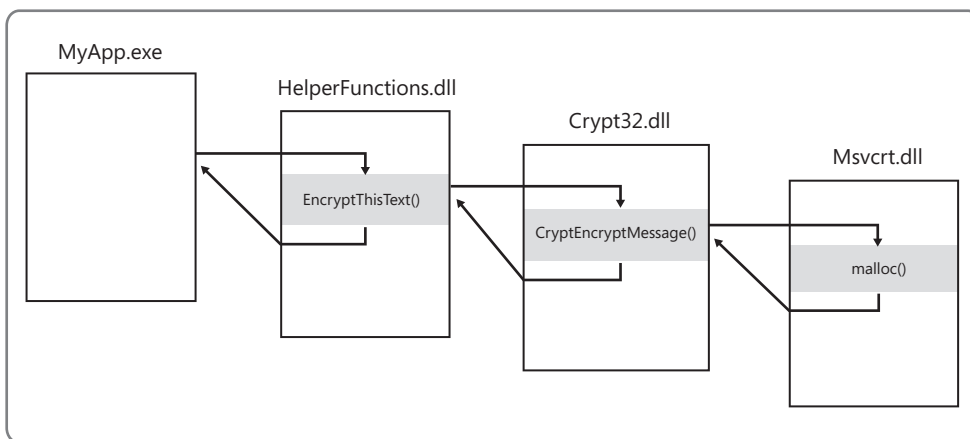 MyApp.exe
HelperFunctions.dll
EncryptThisText()
Crypt32.dll
CryptEncryptMessage()
Msvcrt.dll
malloc()